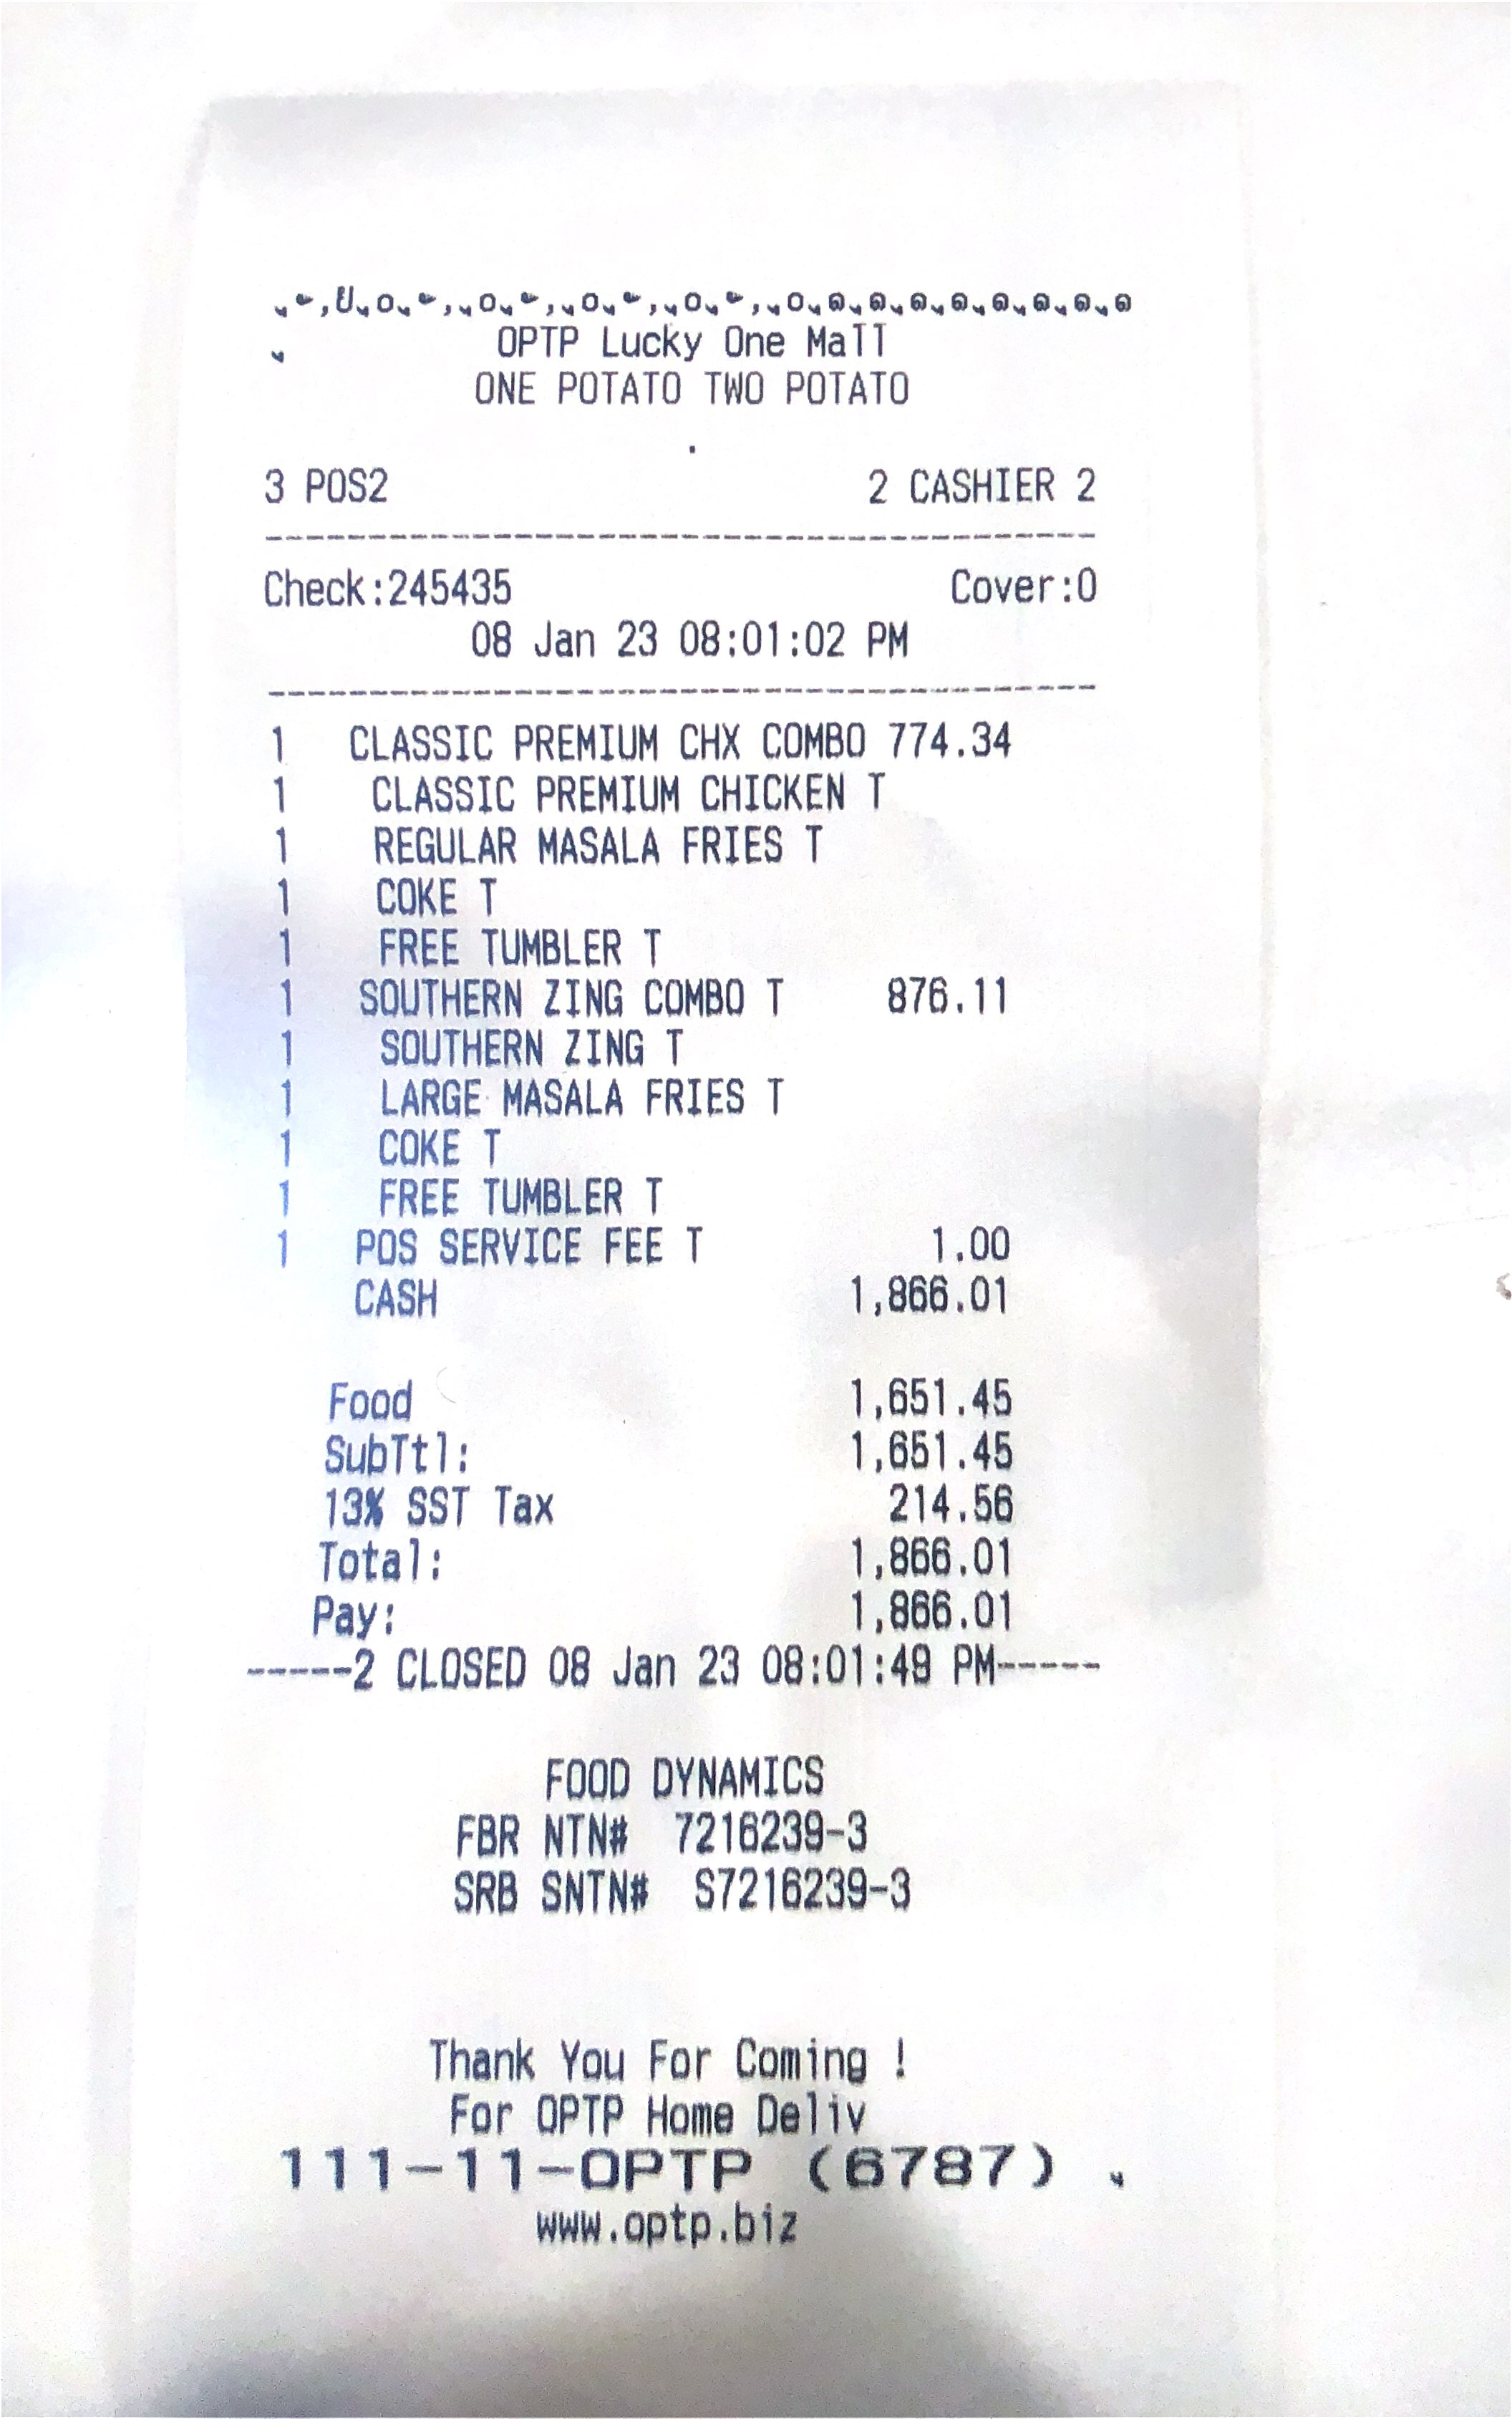 OPTP Lucky One Mall
ONE POTATO TWO POTATO
.
3 POS2 2 CASHIER 2
Check:245435 Cover:0
08 Jan 23 08:01:02 PM
1 CLASSIC PREMIUM CHX COMBO 774.34
1 CLASSIC PREMIUM CHICKEN T
1 REGULAR MASALA FRIES T
1 COKE T
1 FREE TUMBLER T
1 SOUTHERN ZING COMBO T 876.11
1 SOUTHERN ZING T
1 LARGE MASALA FRIES T
1 COKE T
1 FREE TUMBLER T
1 POS SERVICE FEE T 1.00
CASH 1,866.01
Food 1,651.45
SubTtl: 1,651.45
13% SST Tax 214.56
Total: 1,866.01
Pay: 1,866.01
-----2 CLOSED 08 Jan 23 08:01:49 PM-----
FOOD DYNAMICS
FBR NTN# 7216239-3
SRB SNTN# S7216239-3
Thank You For Coming !
For OPTP Home Deliv
111-11-OPTP (6787)
www.optp.biz